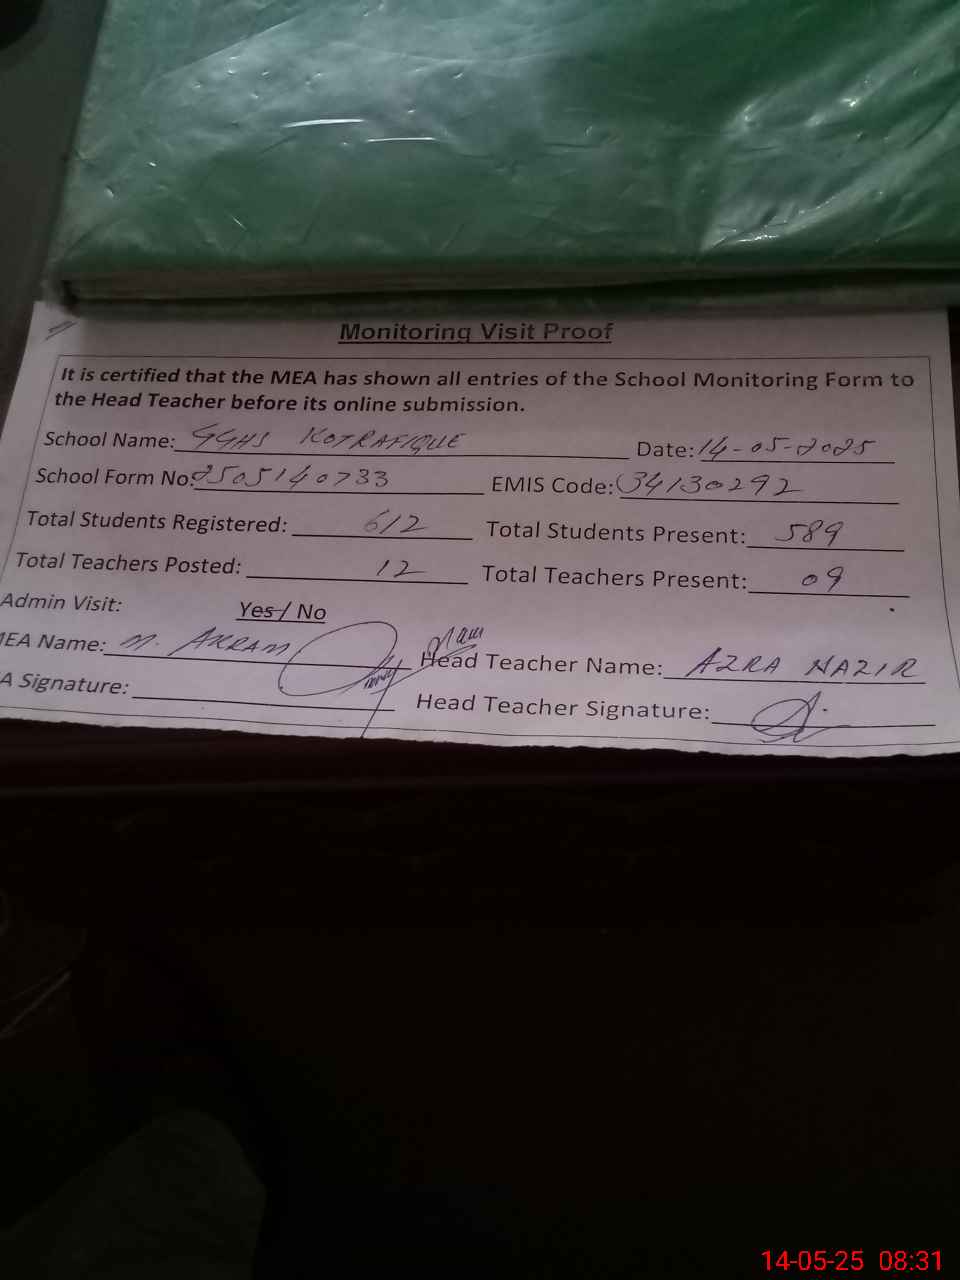 Monitoring Visit Proof
It is certified that the MEA has shown all entries of the School Monitoring Form to
the Head Teacher before its online submission.
School Name: GGHS KOTRAFIQUE Date: 14-05-2025
School Form No: 2505140733 EMIS Code: 34130292
Total Students Registered: 612 Total Students Present: 589
Total Teachers Posted: 12 Total Teachers Present: 09
Admin Visit: Yes / No
MEA Name: M. AKRAM Head Teacher Name: AZRA NAZIR
A Signature: Head Teacher Signature:
14-05-25 08:31